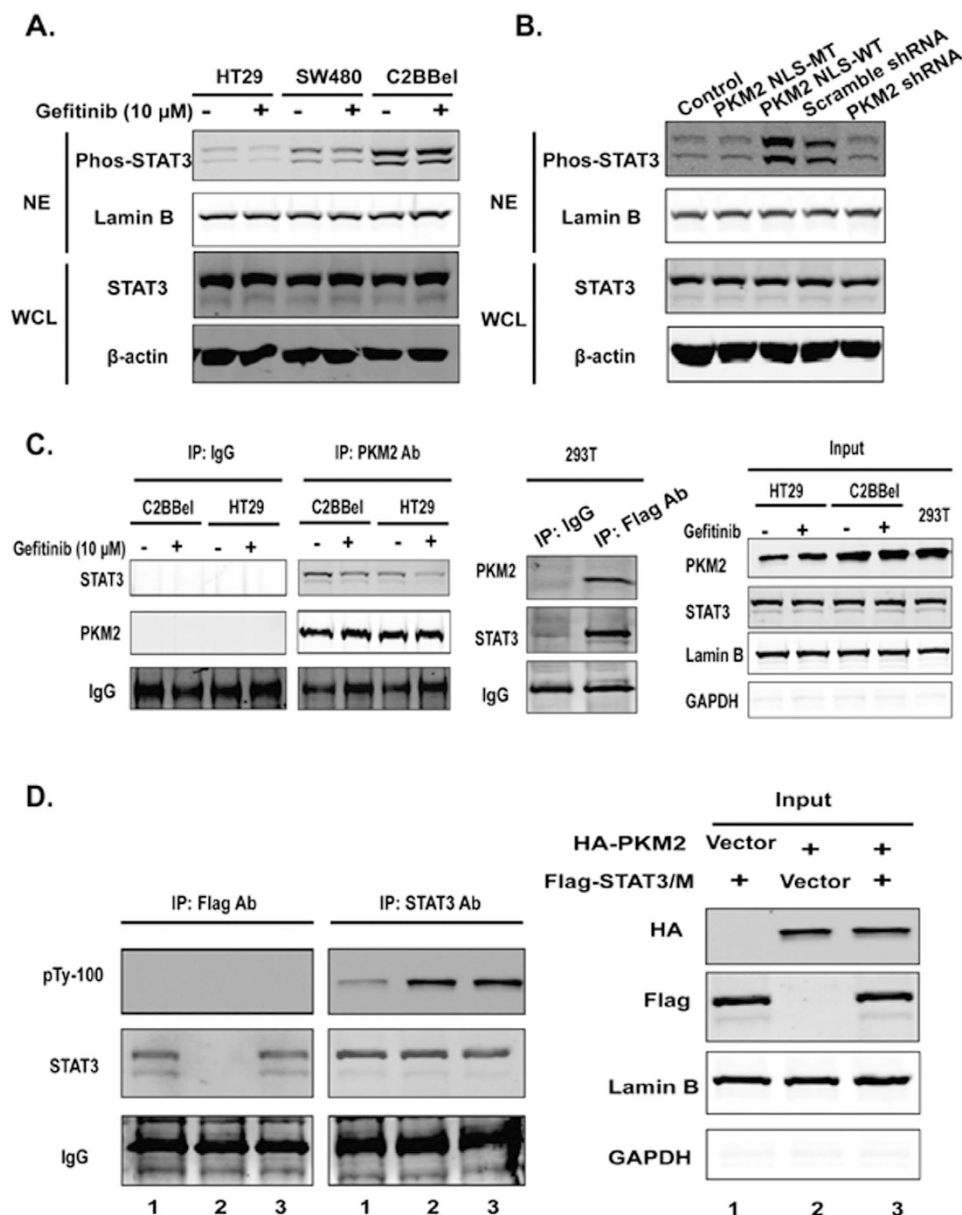 A.
HT29 SW480 C2BBel
Gefitinib (10 µM) - + - + - +
NE
Phos-STAT3
Lamin B
WCL
STAT3
β-actin
B.
Control PKM2 NLS-MT PKM2 NLS-WT Scramble shRNA PKM2 shRNA
NE
Phos-STAT3
Lamin B
WCL
STAT3
β-actin
C.
IP: IgG IP: PKM2 Ab
C2BBel HT29 C2BBel HT29
Gefitinib (10 µM) - + - + - + - +
STAT3
PKM2
IgG
293T
IP: IgG IP: Flag Ab
PKM2
STAT3
IgG
Input
HT29 C2BBel 293T
Gefitinib - + - +
PKM2
STAT3
Lamin B
GAPDH
D.
IP: Flag Ab IP: STAT3 Ab
pTy-100
STAT3
IgG
1 2 3 1 2 3
Input
HA-PKM2 Vector + +
Flag-STAT3/M + Vector +
HA
Flag
Lamin B
GAPDH
1 2 3